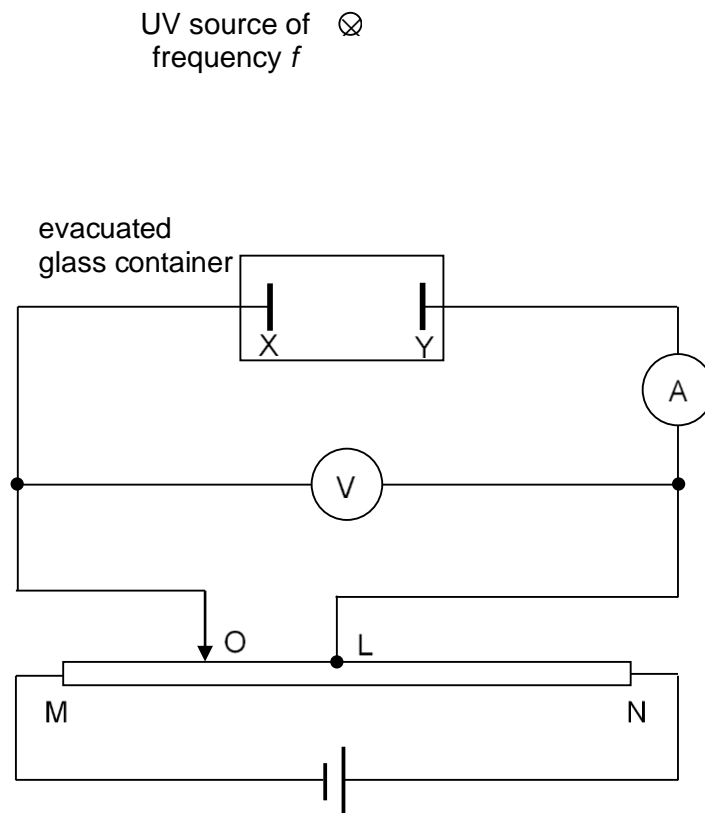 UV source of
frequency f
evacuated
glass container
X
Y
A
V
O
L
M
N